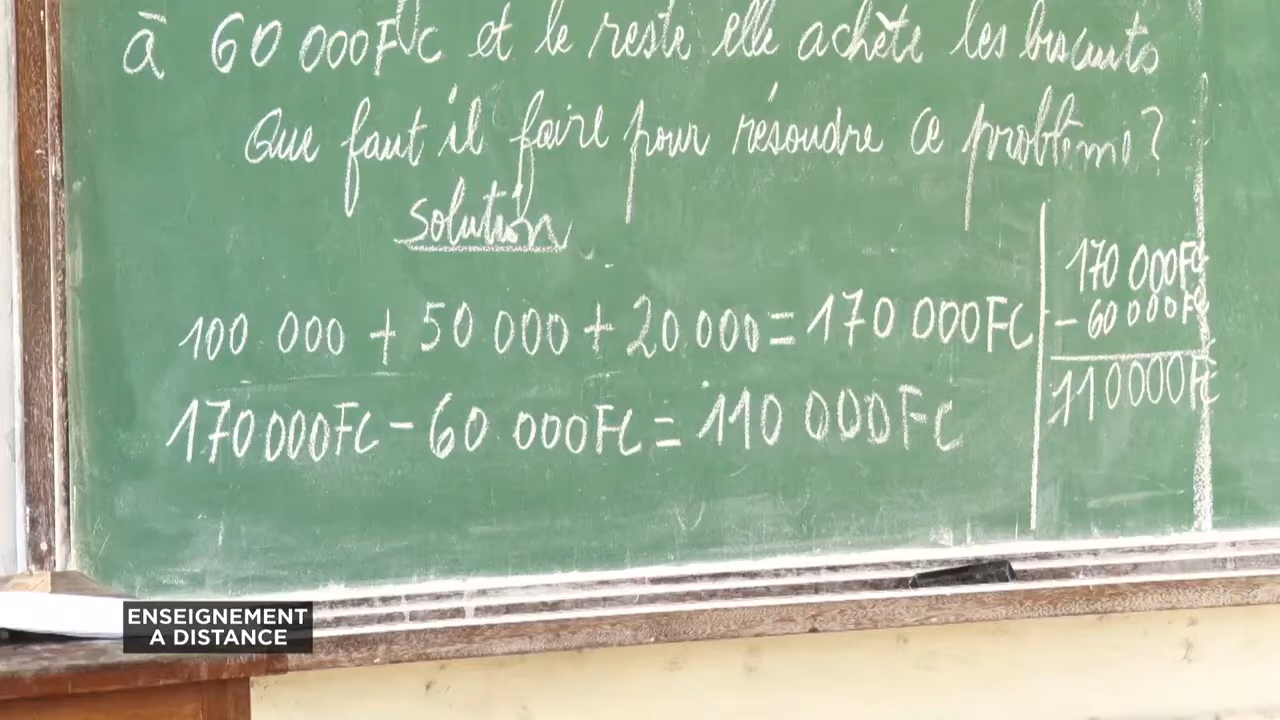 à 60 000FC et le reste elle achète les biscuits
Que faut il faire pour résoudre ce problème?
Solution
100 000 + 50 000 + 20 000 = 170 000FC
170 000FC - 60 000FC = 110 000FC
170 000FC
- 60 000FC
110 000FC
ENSEIGNEMENT
A DISTANCE